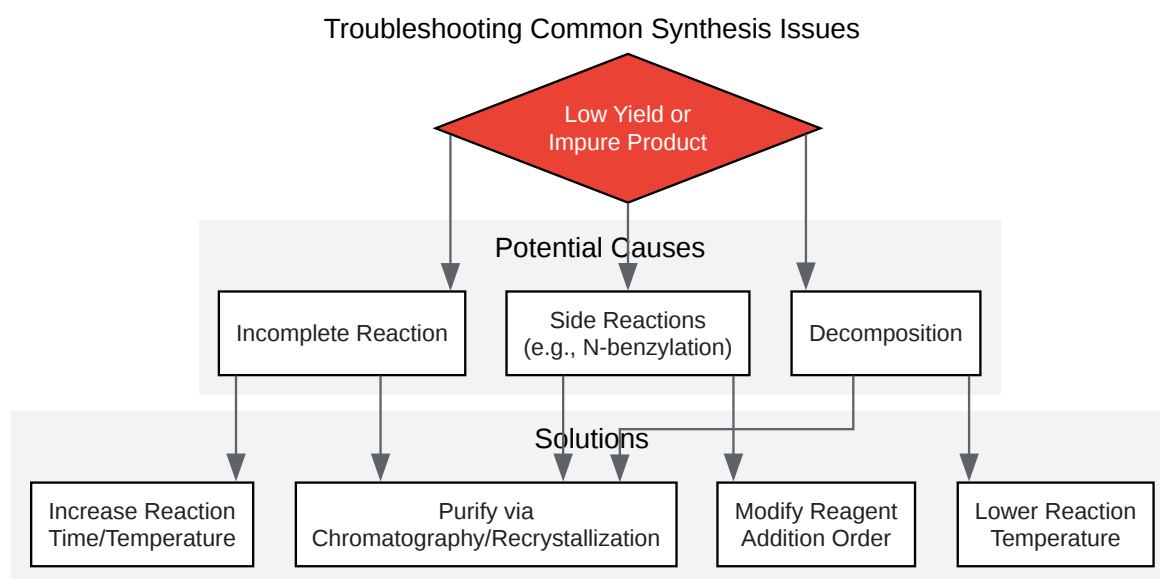 Troubleshooting Common Synthesis Issues
Low Yield or
Impure Product
Potential Causes
Incomplete Reaction
Side Reactions
(e.g., N-benzylation)
Decomposition
Solutions
Increase Reaction
Time/Temperature
Purify via
Chromatography/Recrystallization
Modify Reagent
Addition Order
Lower Reaction
Temperature